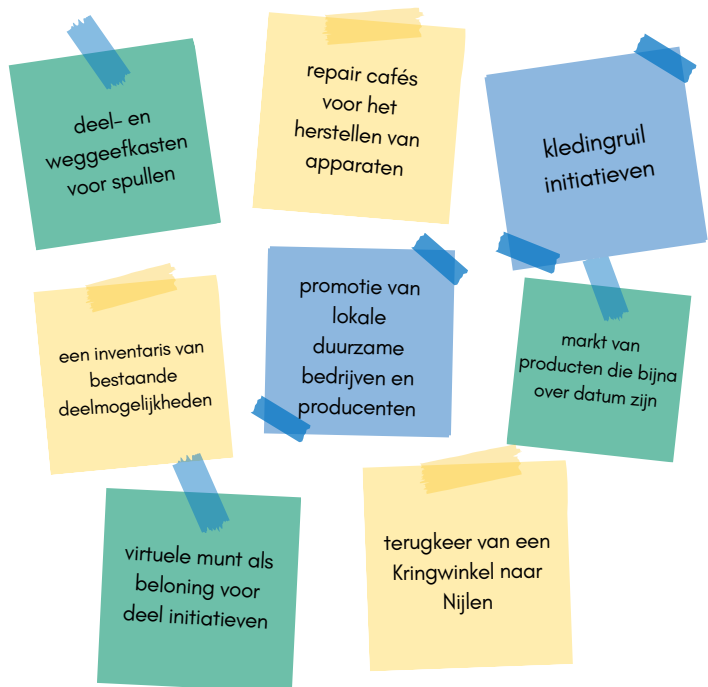 deel- en
weggeefkasten
voor spullen
repair cafés
voor het
herstellen van
apparaten
kledingruil
initiatieven
een inventaris van
bestaande
deelmogelijkheden
promotie van
lokale
duurzame
bedrijven en
producenten
markt van
producten die bijna
over datum zijn
virtuele munt als
beloning voor
deel initiatieven
terugkeer van een
Kringwinkel naar
Nijlen